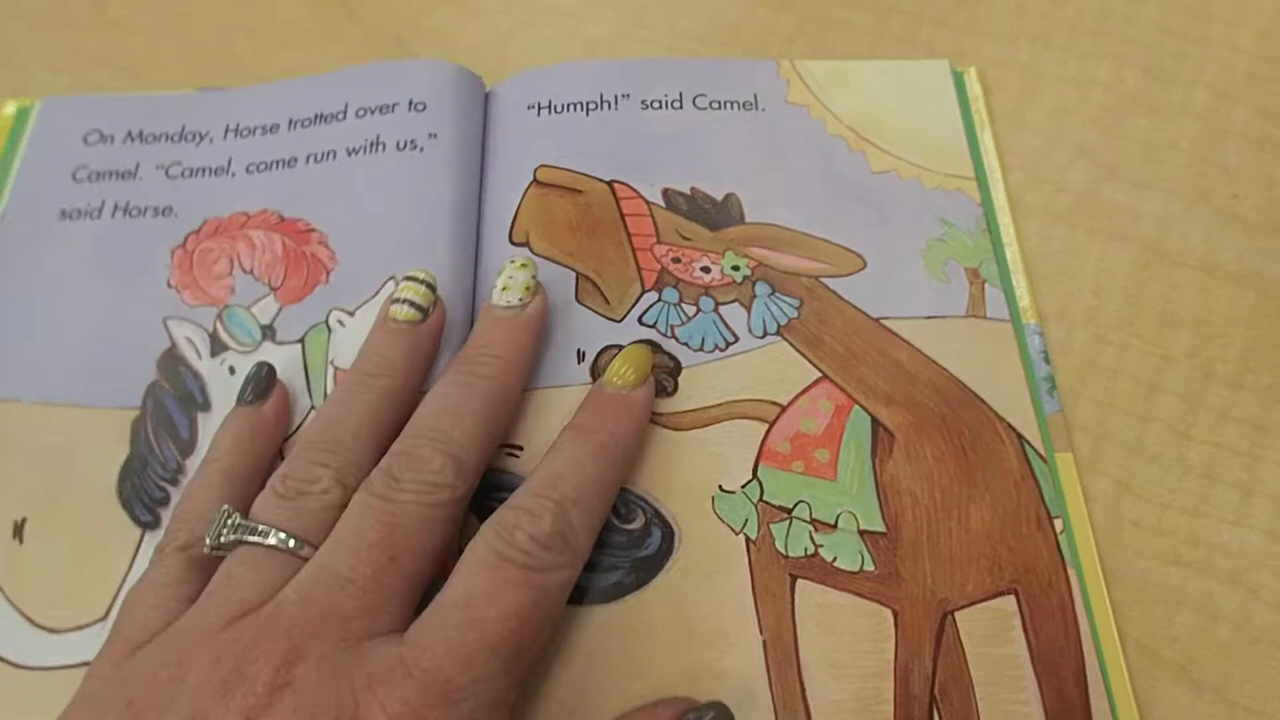 On Monday, Horse trotted over to
Camel. “Camel, come run with us,”
said Horse.
“Humph!” said Camel.